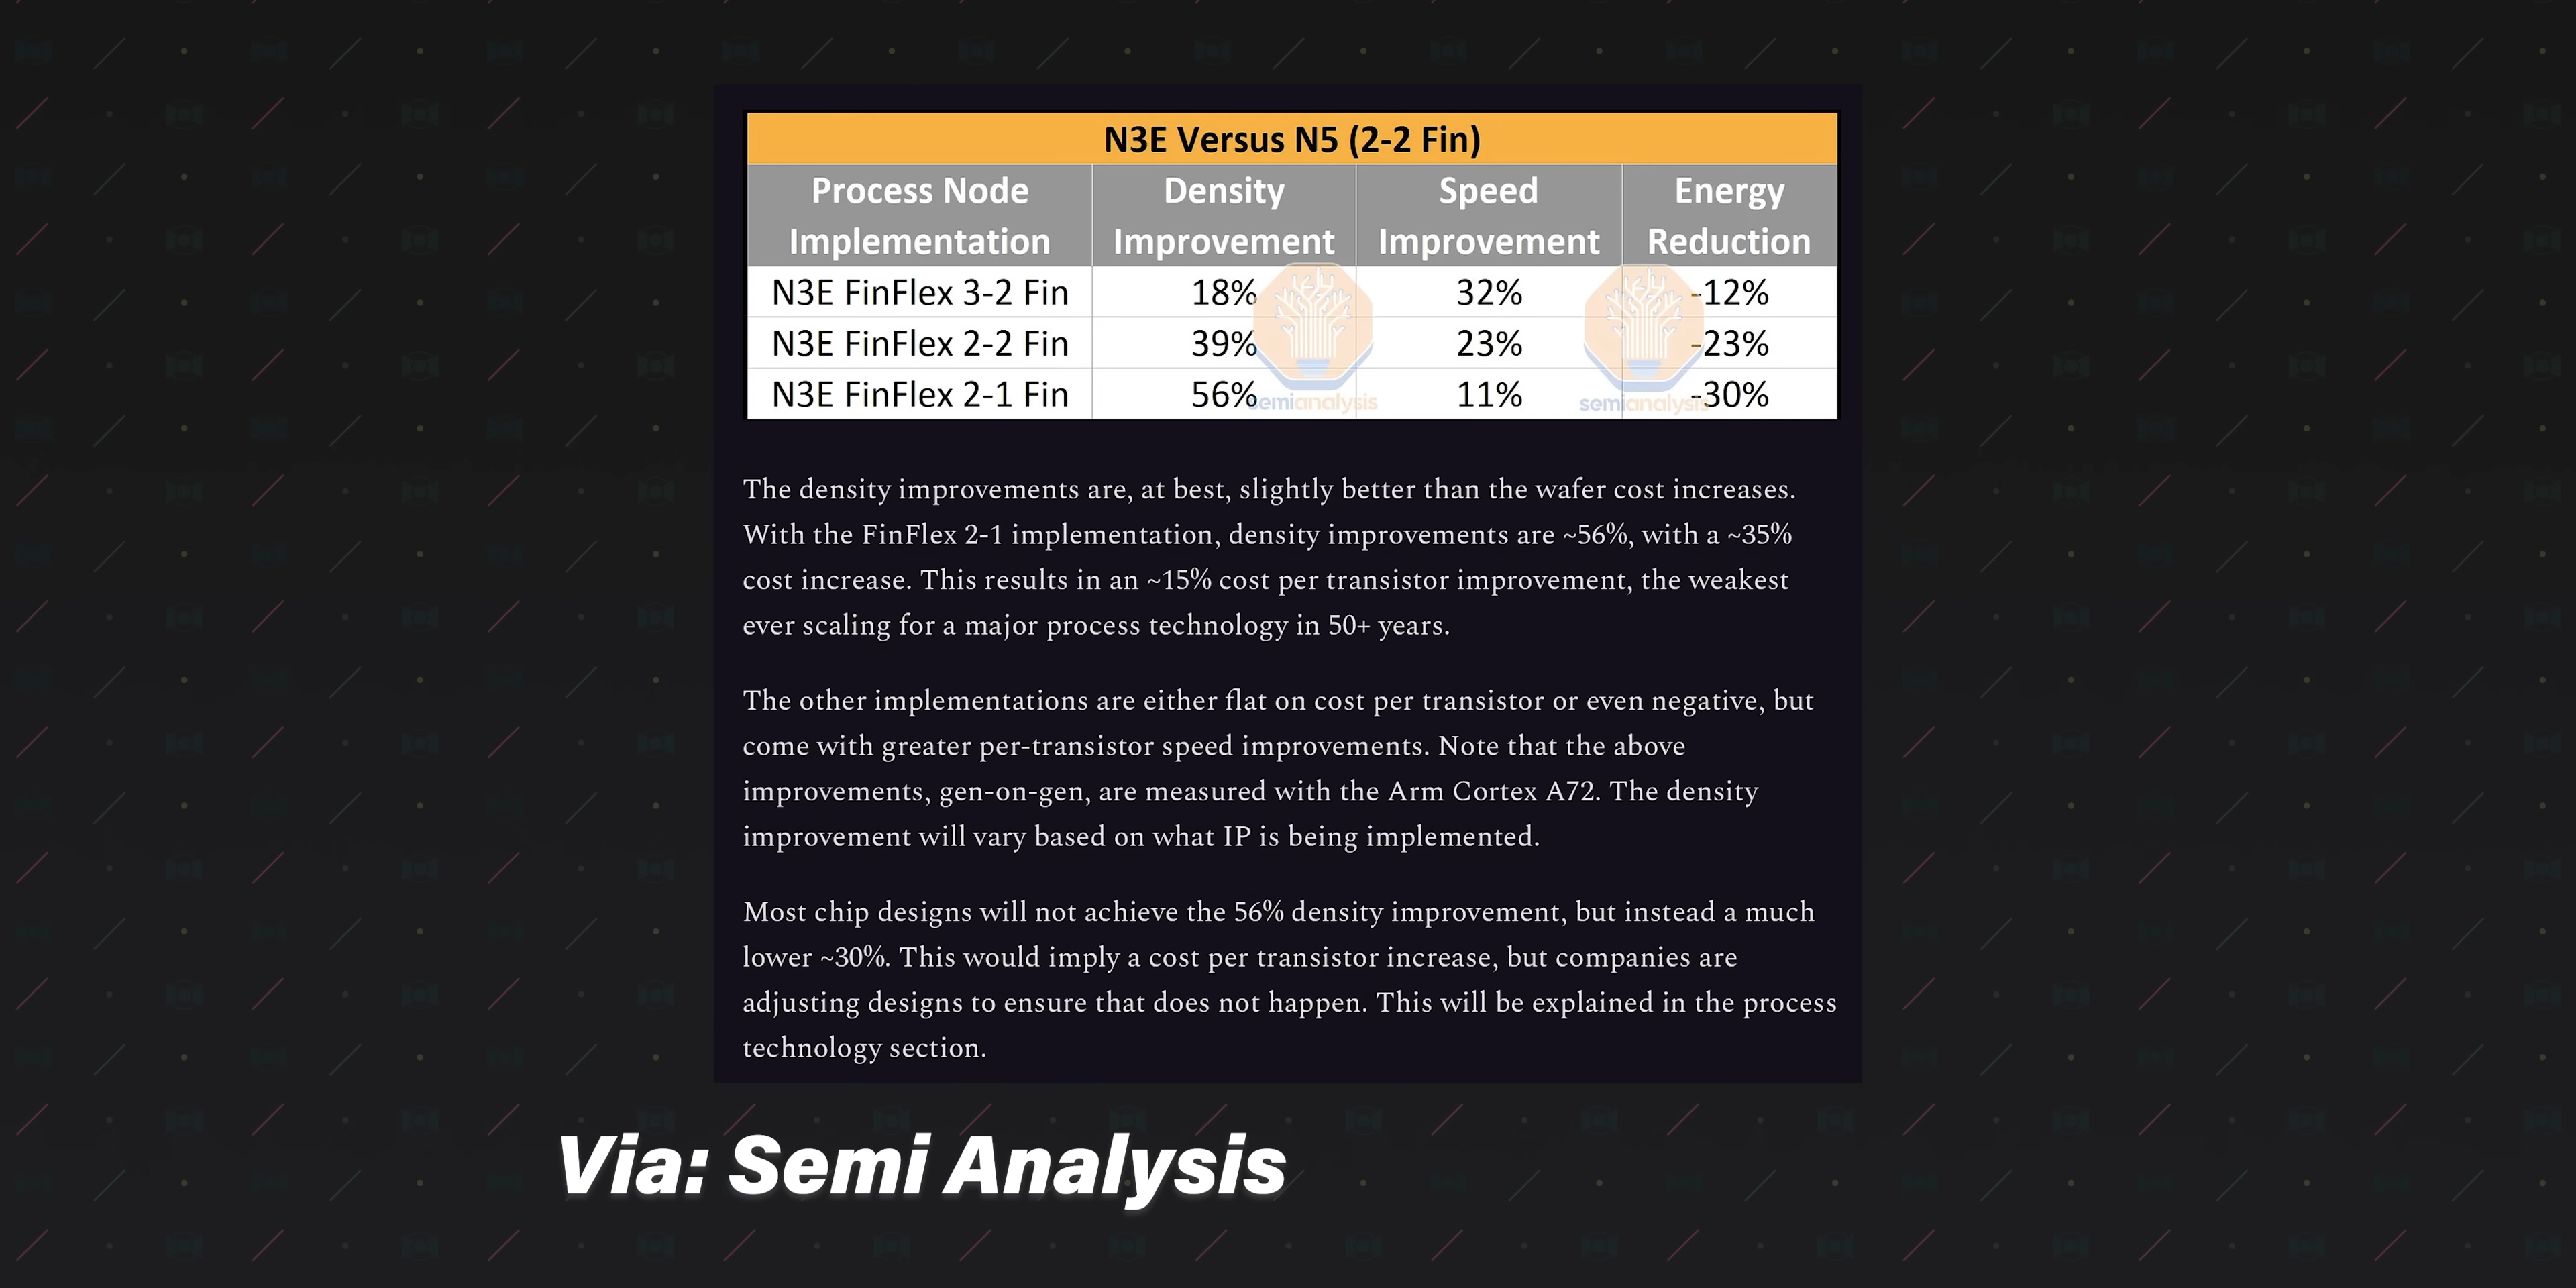 N3E Versus N5 (2-2 Fin)
Process Node Implementation Density Improvement Speed Improvement Energy Reduction
N3E FinFlex 3-2 Fin 18% 32% -12%
N3E FinFlex 2-2 Fin 39% 23% -23%
N3E FinFlex 2-1 Fin 56% 11% -30%
semianalysis semianalysis
The density improvements are, at best, slightly better than the wafer cost increases.
With the FinFlex 2-1 implementation, density improvements are ~56%, with a ~35%
cost increase. This results in an ~15% cost per transistor improvement, the weakest
ever scaling for a major process technology in 50+ years.
The other implementations are either flat on cost per transistor or even negative, but
come with greater per-transistor speed improvements. Note that the above
improvements, gen-on-gen, are measured with the Arm Cortex A72. The density
improvement will vary based on what IP is being implemented.
Most chip designs will not achieve the 56% density improvement, but instead a much
lower ~30%. This would imply a cost per transistor increase, but companies are
adjusting designs to ensure that does not happen. This will be explained in the process
technology section.
Via: Semi Analysis